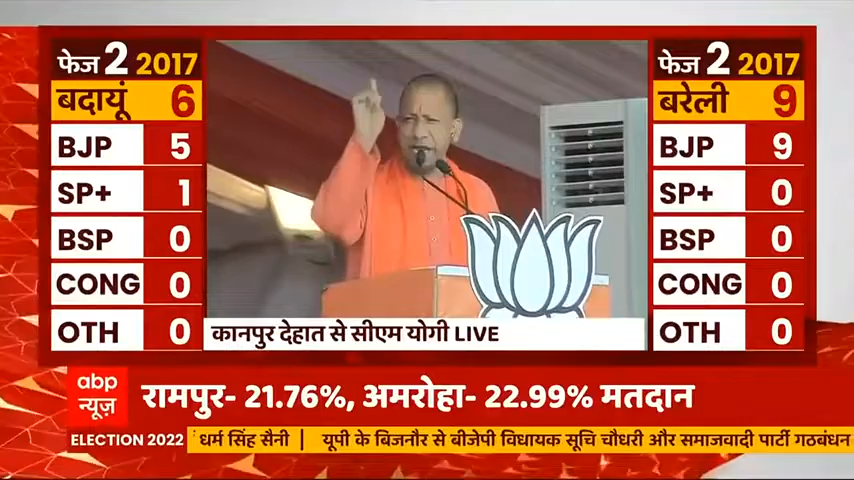 फेज 2 2017
बदायूं 6
BJP 5
SP+ 1
BSP 0
CONG 0
OTH 0
फेज 2 2017
बरेली 9
BJP 9
SP+ 0
BSP 0
CONG 0
OTH 0
कानपुर देहात से सीएम योगी LIVE
abp
न्यूज़
रामपुर- 21.76%, अमरोहा- 22.99% मतदान
ELECTION 2022
धर्म सिंह सैनी | यूपी के बिजनौर से बीजेपी विधायक सूचि चौधरी और समाजवादी पार्टी गठबंधन